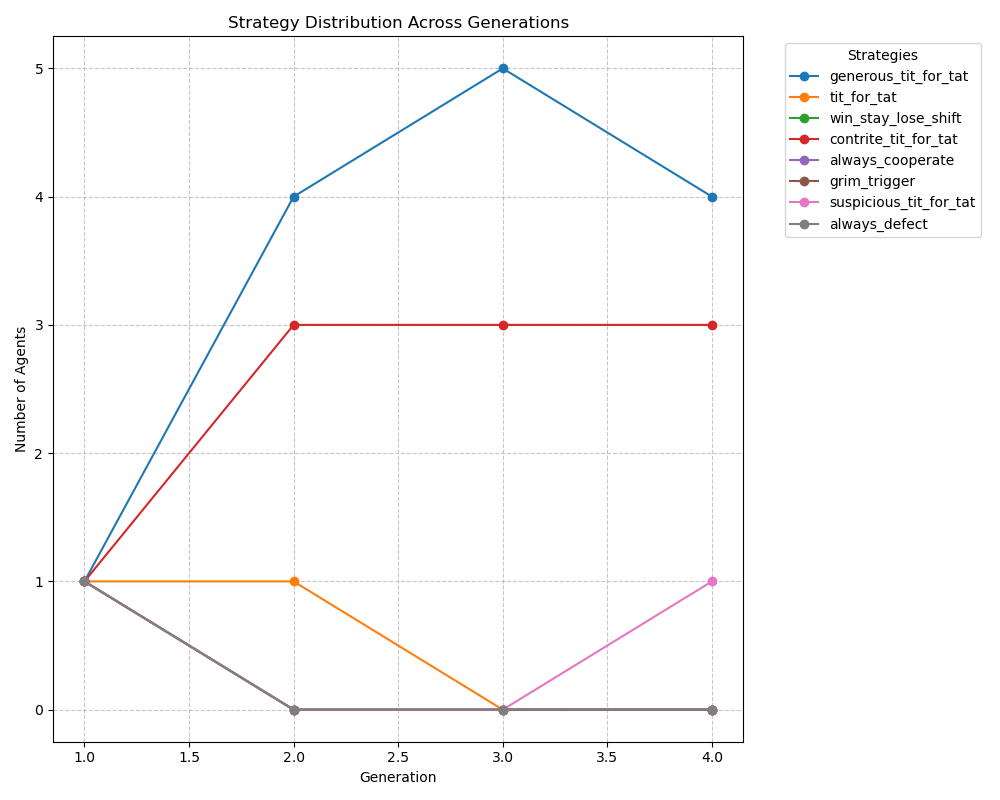 Strategy Distribution Across Generations
Strategies
generous_tit_for_tat
tit_for_tat
win_stay_lose_shift
contrite_tit_for_tat
always_cooperate
grim_trigger
suspicious_tit_for_tat
always_defect
Number of Agents
5
4
3
2
1
0
1.0 1.5 2.0 2.5 3.0 3.5 4.0
Generation